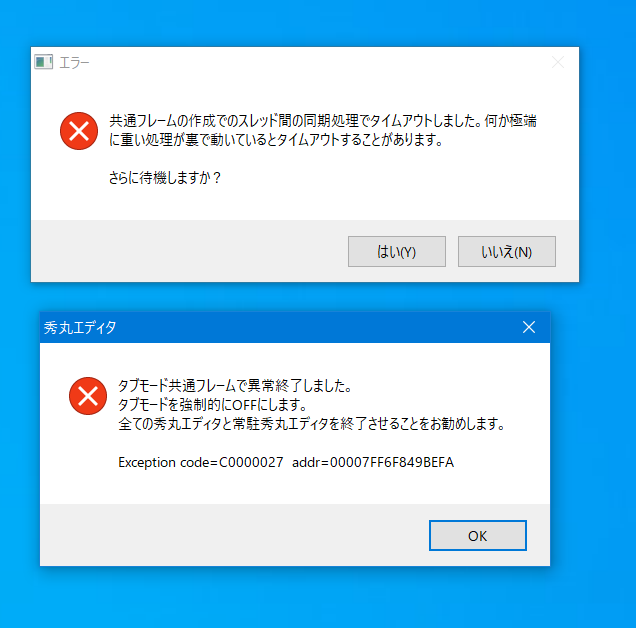 エラー
共通フレームの作成でのスレッド間の同期処理でタイムアウトしました。何か極端
に重い処理が裏で動いているとタイムアウトすることがあります。
さらに待機しますか？
はい(Y)
いいえ(N)
秀丸エディタ
タブモード共通フレームで異常終了しました。
タブモードを強制的にOFFにします。
全ての秀丸エディタと常駐秀丸エディタを終了させることをお勧めします。
Exception code=C0000027 addr=00007FF6F849BEFA
OK